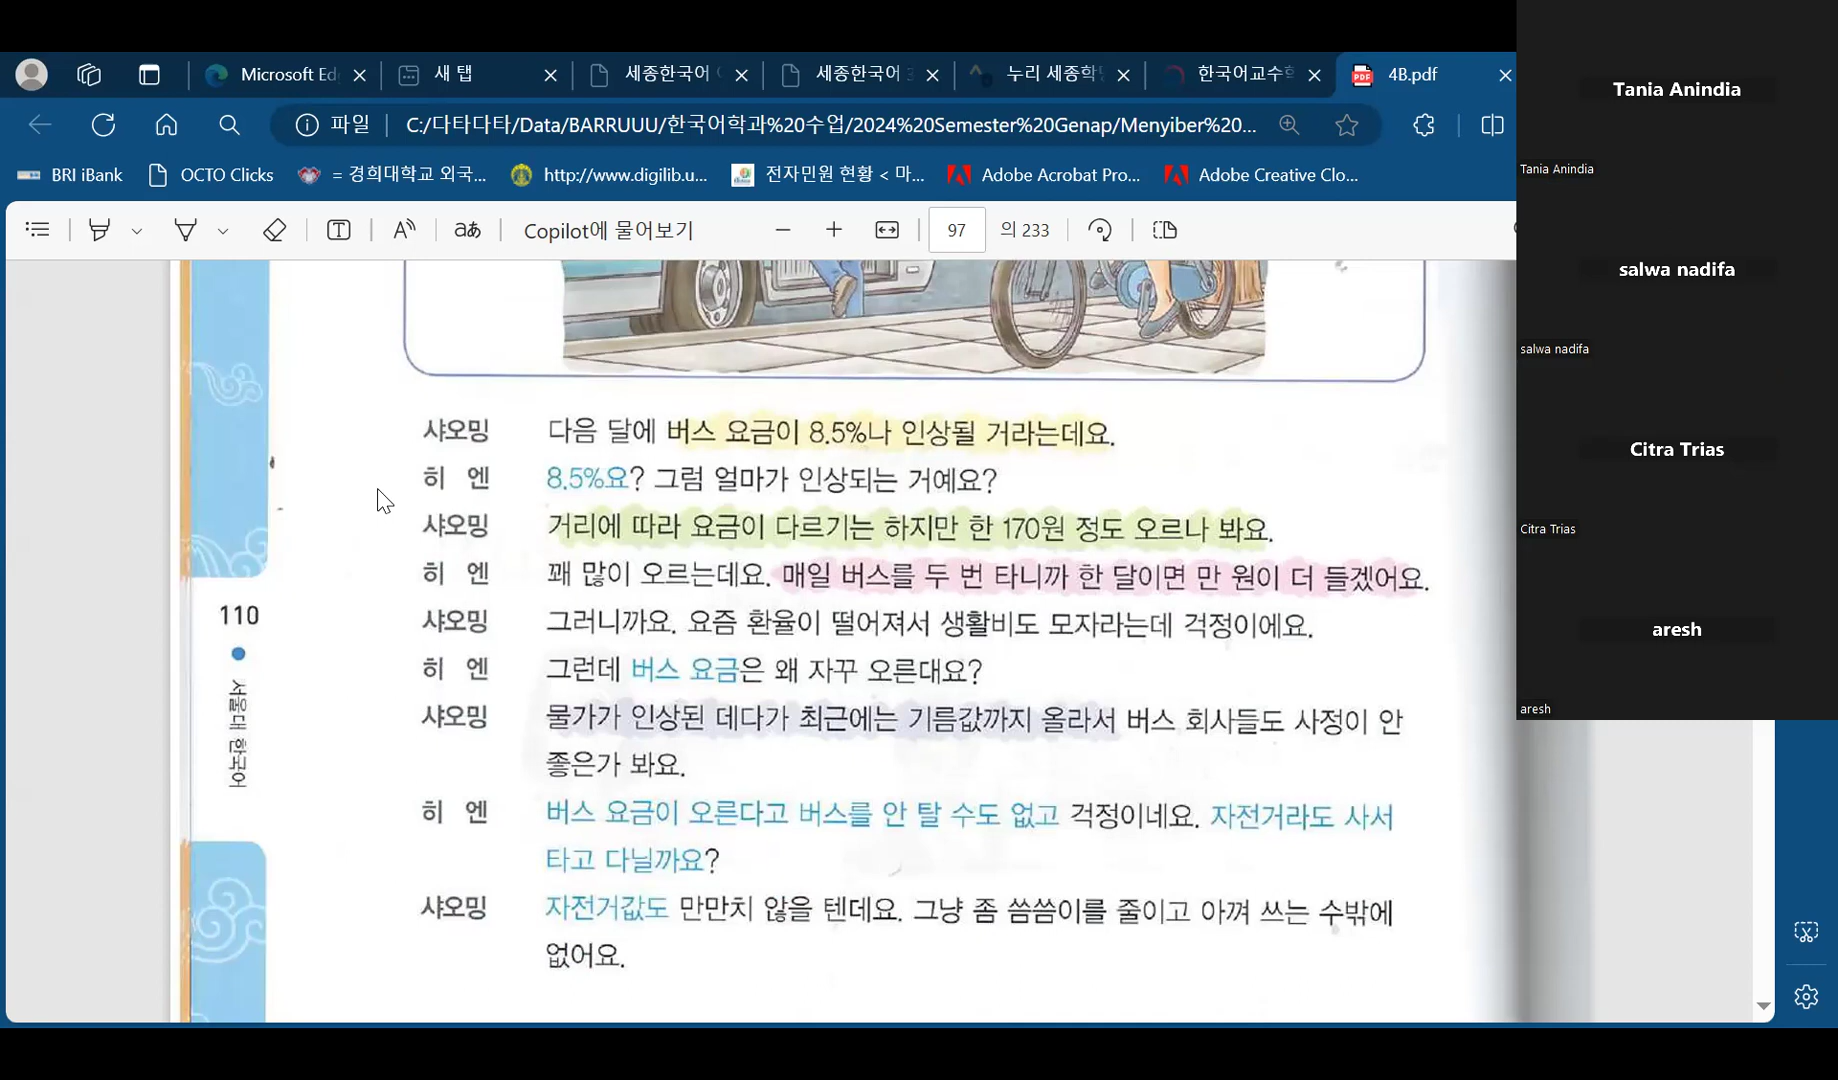 Microsoft Ed
새 탭
세종한국어
세종한국어
누리 세종학
한국어교수학
4B.pdf
파일
C:/다타다타/Data/BARRUUU/한국어학과%20수업/2024%20Semester%20Genap/Menyiber%20...
BRI iBank
OCTO Clicks
= 경희대학교 외국...
http://www.digilib.u...
전자민원 현황 < 마...
Adobe Acrobat Pro...
Adobe Creative Clo...
aあ
Copilot에 물어보기
97
의 233
샤오밍 다음 달에 버스 요금이 8.5%나 인상될 거라는데요.
히 엔 8.5%요? 그럼 얼마가 인상되는 거예요?
샤오밍 거리에 따라 요금이 다르기는 하지만 한 170원 정도 오르나 봐요.
히 엔 꽤 많이 오르는데요. 매일 버스를 두 번 타니까 한 달이면 만 원이 더 들겠어요.
샤오밍 그러니까요. 요즘 환율이 떨어져서 생활비도 모자라는데 걱정이에요.
히 엔 그런데 버스 요금은 왜 자꾸 오른대요?
샤오밍 물가가 인상된 데다가 최근에는 기름값까지 올라서 버스 회사들도 사정이 안
좋은가 봐요.
히 엔 버스 요금이 오른다고 버스를 안 탈 수도 없고 걱정이네요. 자전거라도 사서
타고 다닐까요?
샤오밍 자전거값도 만만치 않을 텐데요. 그냥 좀 씀씀이를 줄이고 아껴 쓰는 수밖에
없어요.
110
서울대 한국어
Tania Anindia
Tania Anindia
salwa nadifa
salwa nadifa
Citra Trias
Citra Trias
aresh
aresh